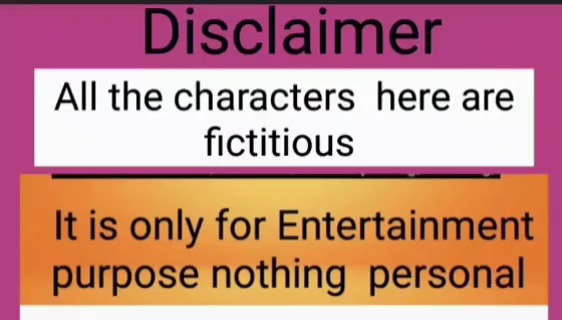 Disclaimer
All the characters here are
fictitious
It is only for Entertainment
purpose nothing personal